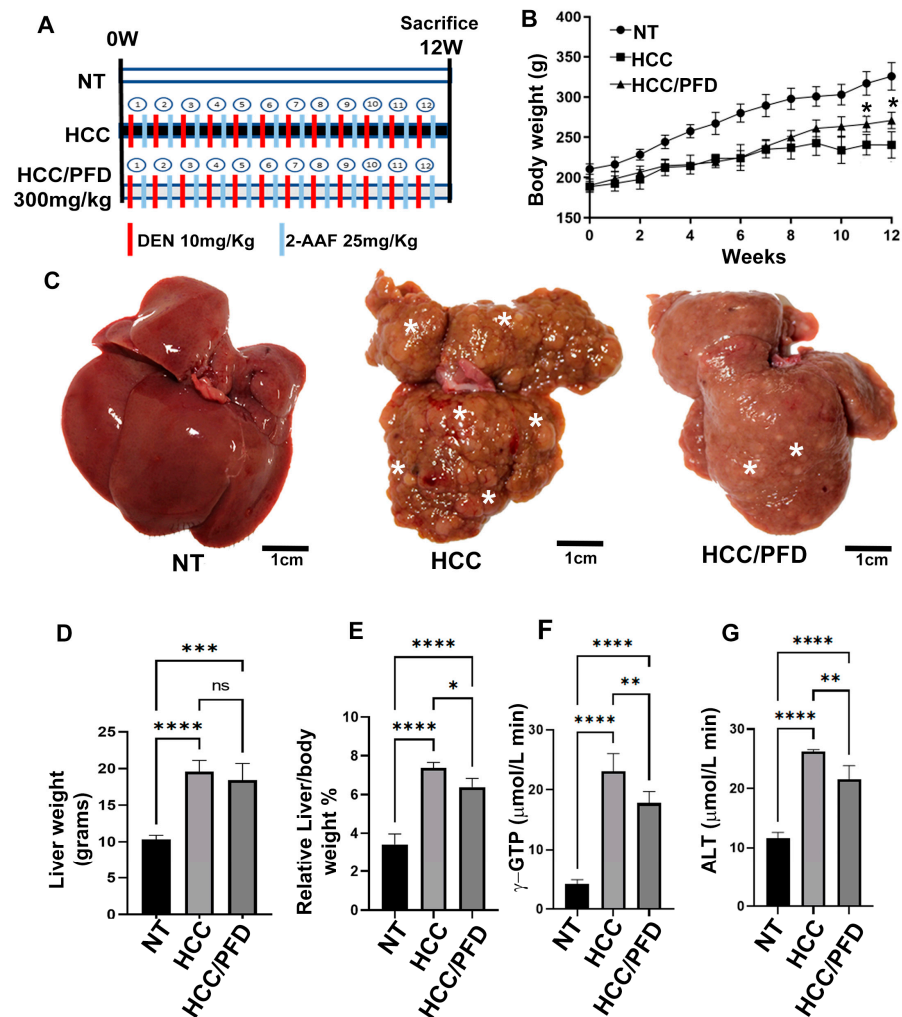 A
0W
Sacrifice
12W
NT
1 2 3 4 5 6 7 8 9 10 11 12
HCC
1 2 3 4 5 6 7 8 9 10 11 12
HCC/PFD
300mg/kg
DEN 10mg/Kg
2-AAF 25mg/Kg
B
NT
HCC
HCC/PFD
Body weight (g)
400
350
300
250
200
150
* *
0 2 4 6 8 10 12
Weeks
C
* * * * * *
* *
NT
1cm
HCC
1cm
HCC/PFD
1cm
D
***
ns
****
Liver weight
(grams)
25
20
15
10
5
0
NT
HCC
HCC/PFD
E
****
*
****
Relative Liver/body
weight %
8
6
4
2
0
NT
HCC
HCC/PFD
F
****
**
****
γ−GTP (μmol/L min)
30
20
10
0
NT
HCC
HCC/PFD
G
****
**
****
ALT (μmol/L min)
30
20
10
0
NT
HCC
HCC/PFD